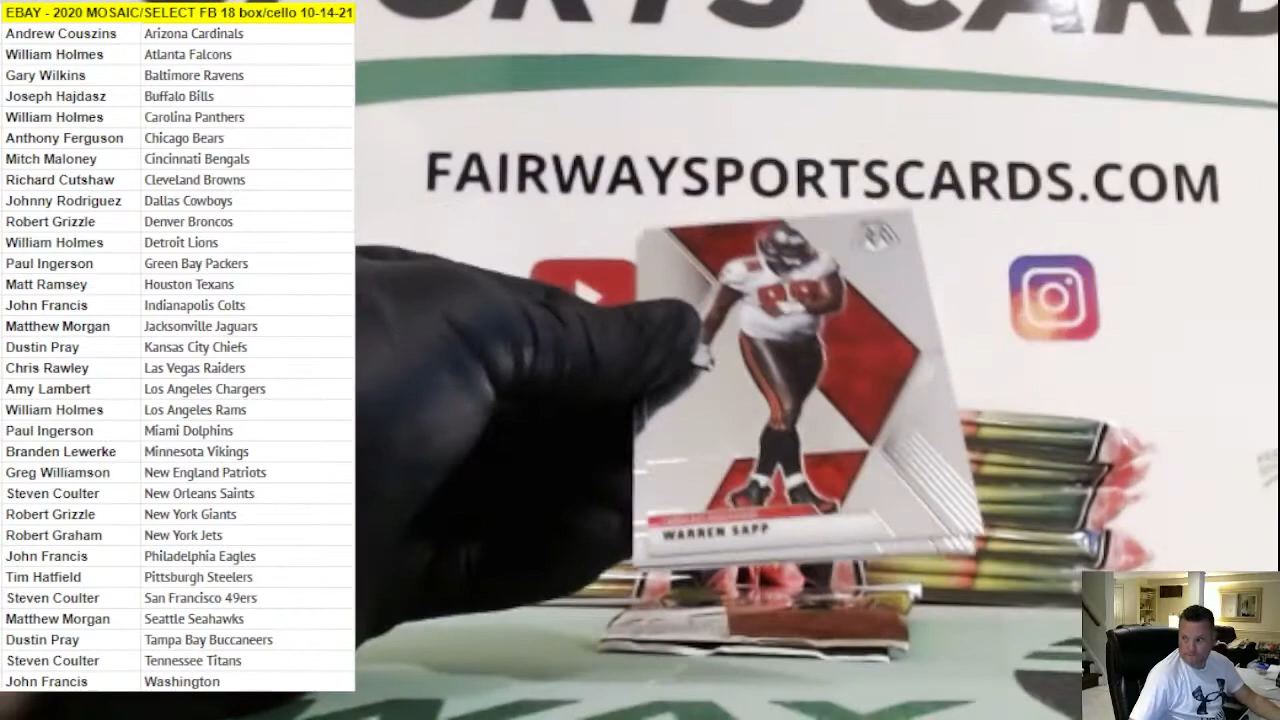 EBAY - 2020 MOSAIC/SELECT FB 18 box/cello 10-14-21
Andrew Couszins Arizona Cardinals
William Holmes Atlanta Falcons
Gary Wilkins Baltimore Ravens
Joseph Hajdasz Buffalo Bills
William Holmes Carolina Panthers
Anthony Ferguson Chicago Bears
Mitch Maloney Cincinnati Bengals
Richard Cutshaw Cleveland Browns
Johnny Rodriguez Dallas Cowboys
Robert Grizzle Denver Broncos
William Holmes Detroit Lions
Paul Ingerson Green Bay Packers
Matt Ramsey Houston Texans
John Francis Indianapolis Colts
Matthew Morgan Jacksonville Jaguars
Dustin Pray Kansas City Chiefs
Chris Rawley Las Vegas Raiders
Amy Lambert Los Angeles Chargers
William Holmes Los Angeles Rams
Paul Ingerson Miami Dolphins
Branden Lewerke Minnesota Vikings
Greg Williamson New England Patriots
Steven Coulter New Orleans Saints
Robert Grizzle New York Giants
Robert Graham New York Jets
John Francis Philadelphia Eagles
Tim Hatfield Pittsburgh Steelers
Steven Coulter San Francisco 49ers
Matthew Morgan Seattle Seahawks
Dustin Pray Tampa Bay Buccaneers
Steven Coulter Tennessee Titans
John Francis Washington
FAIRWAYSPORTSCARDS.COM
99
WARREN SAPP